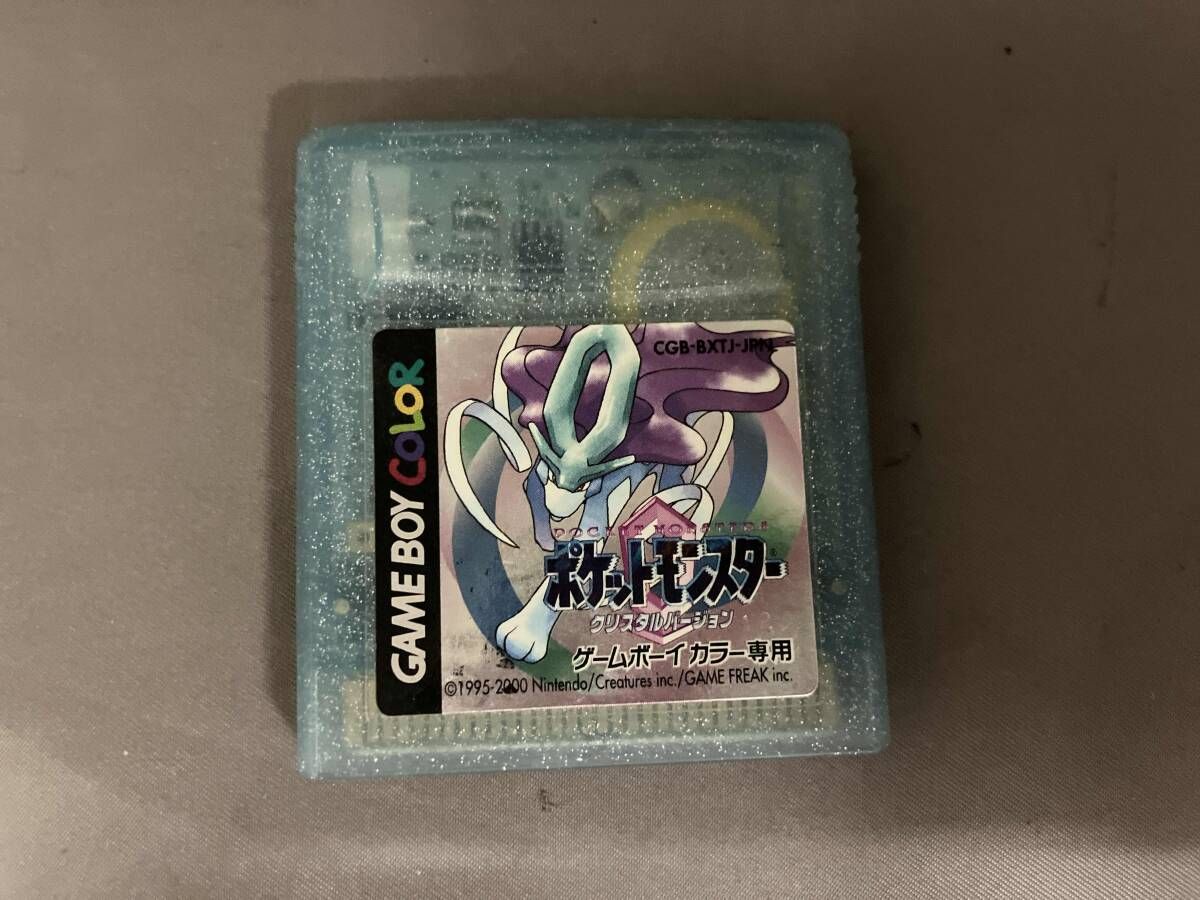 GAME BOY COLOR
CGB-BXTJ-JPN
POCKET MONSTERS
ポケットモンスター
クリスタルバージョン
ゲームボーイカラー専用
©1995-2000 Nintendo/Creatures inc./GAME FREAK inc.